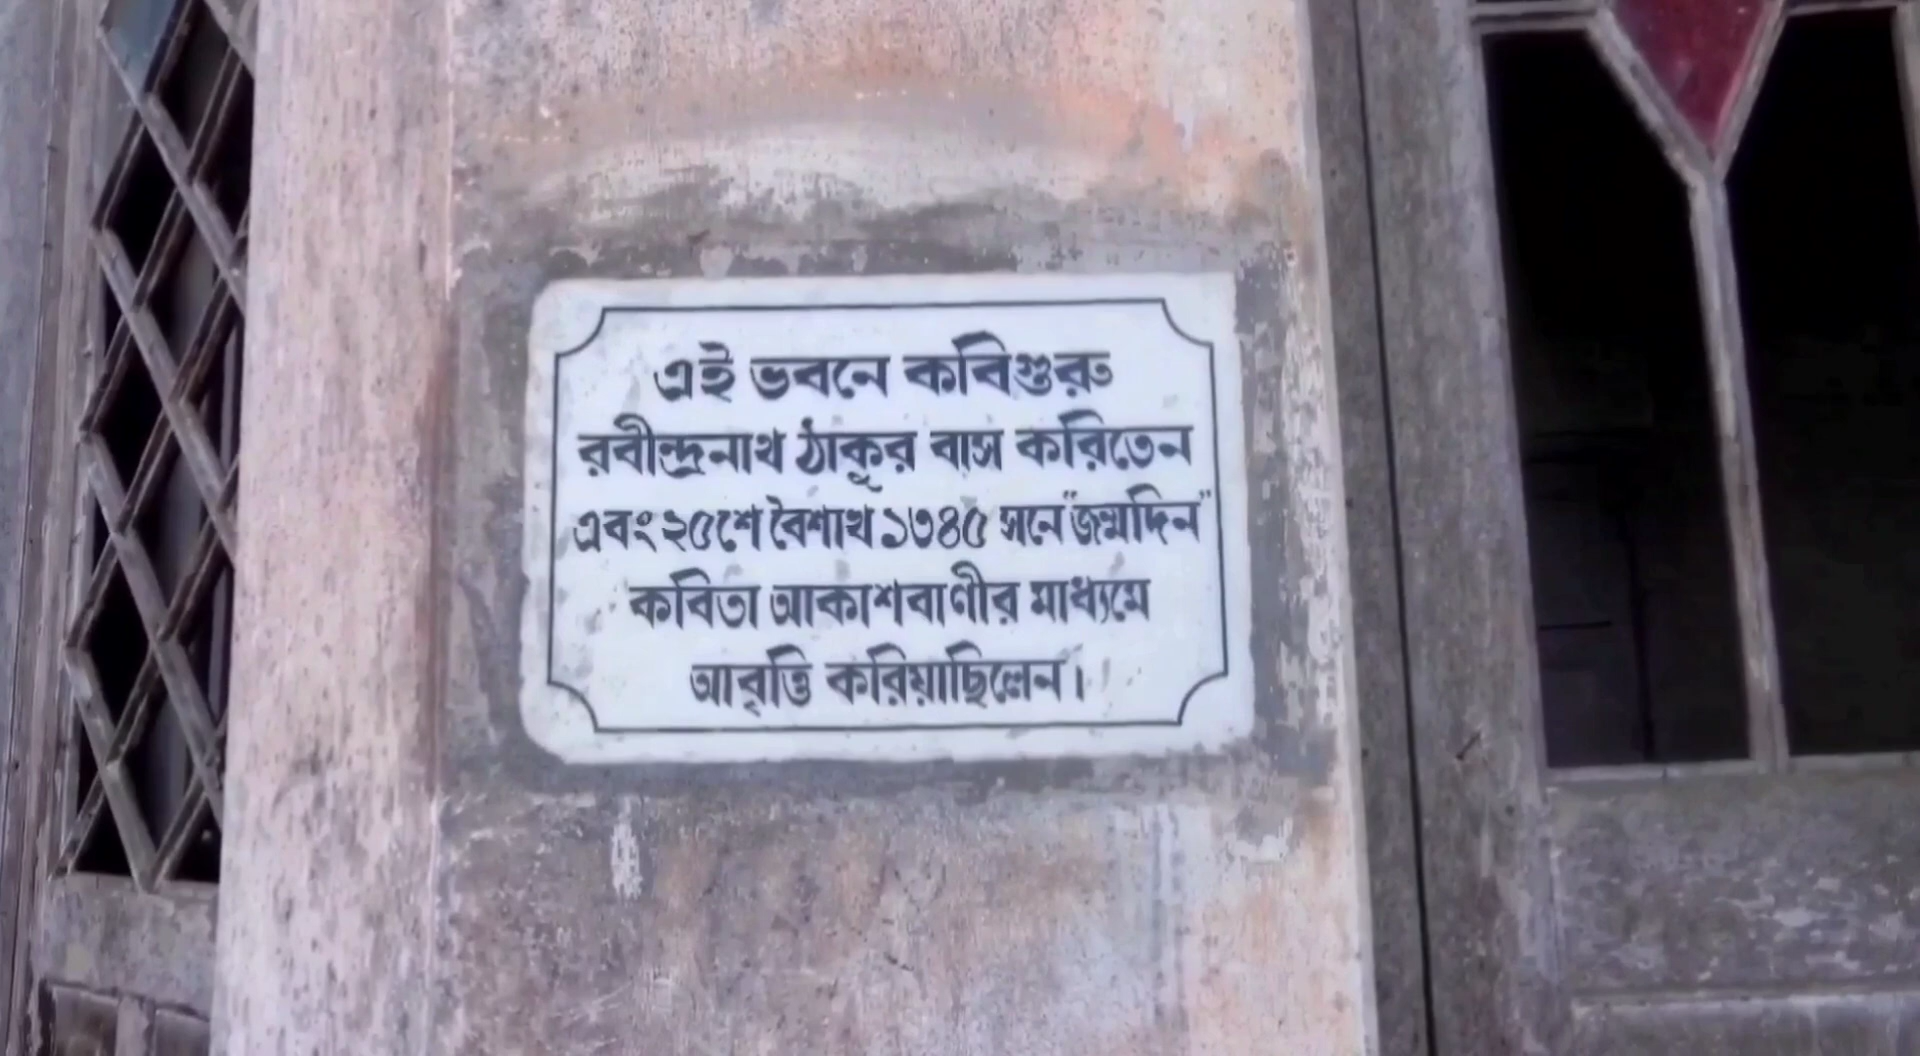 এই ভবনে কবিগুরু
রবীন্দ্রনাথ ঠাকুর বাস করিতেন
এবং ২৫শে বৈশাখ ১৩৪৫ সনে "জন্মদিন"
কবিতা আকাশবাণীর মাধ্যমে
আবৃত্তি করিয়াছিলেন।